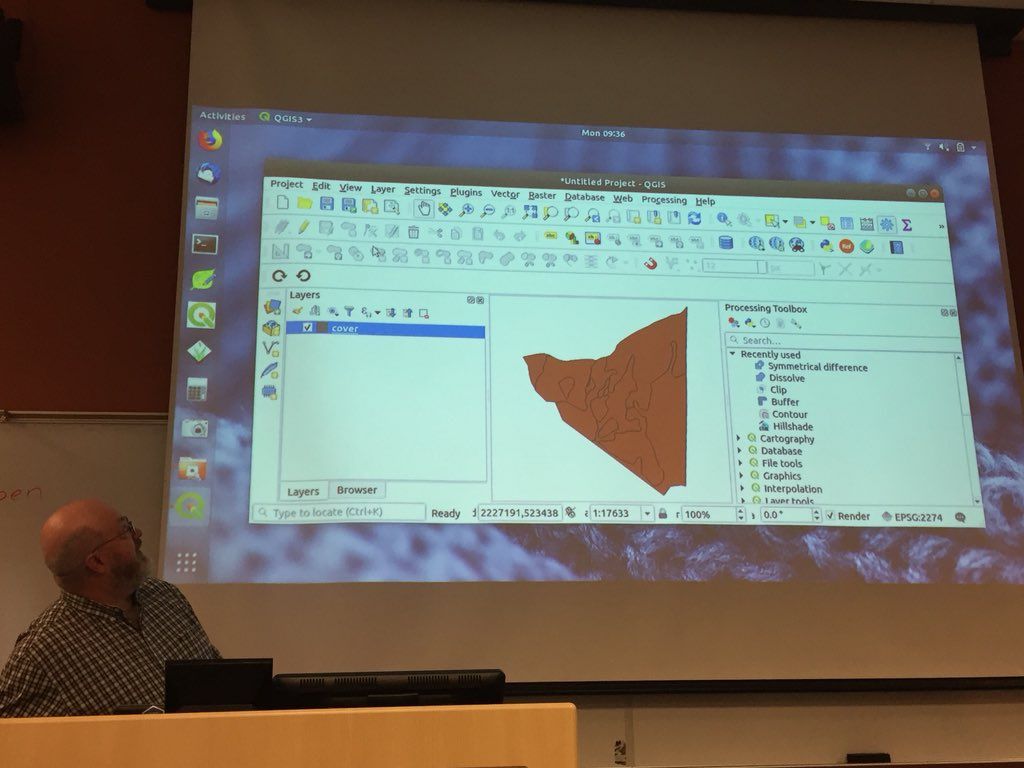 Activities QGIS3
Mon 09:36
*Untitled Project - QGIS
Project Edit View Layer Settings Plugins Vector Raster Database Web Processing Help
12 px
Layers
cover
Layers Browser
Processing Toolbox
Search...
Recently used
Symmetrical difference
Dissolve
Clip
Buffer
Contour
Hillshade
Cartography
Database
File tools
Graphics
Interpolation
Layer tools
Type to locate (Ctrl+K) Ready 2227191,523438 1:17633 100% 0.0° Render EPSG:2274
pen